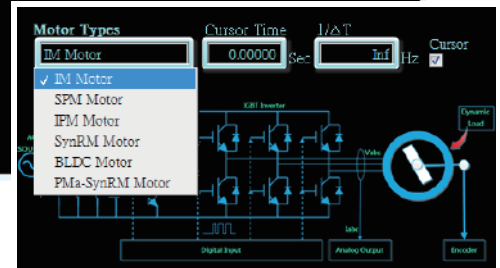 Motor Types Cursor Time 1/ΔT
Cursor
IM Motor 0.00000 Sec Inf Hz
✓ IM Motor
SPM Motor
IPM Motor
SynRM Motor
BLDC Motor
PMa-SynRM Motor
IGBT Inverter
Dynamic
Load
Vabc
Iabc
Digital Input
Analog Output
Encoder